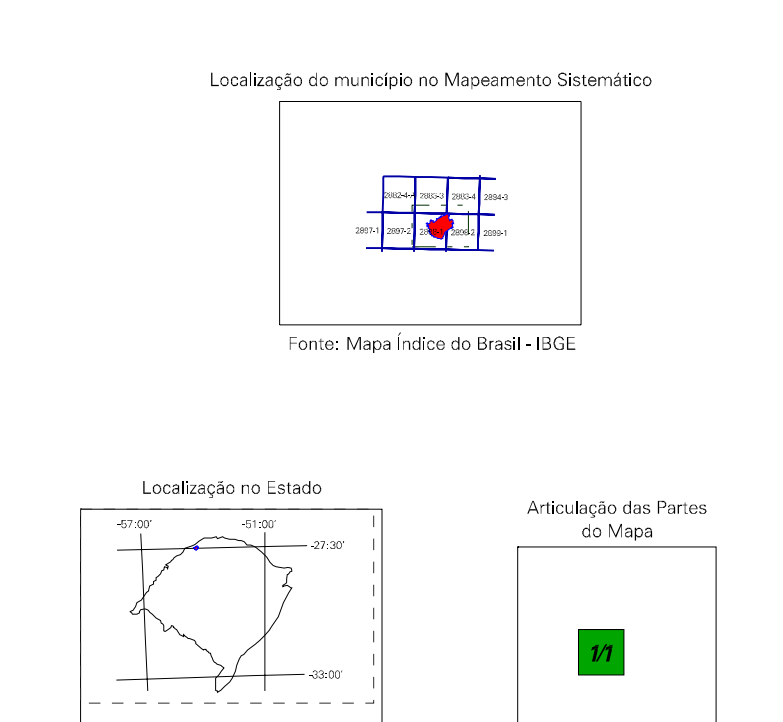 Localização do município no Mapeamento Sistemático
2883-3 2883-4 2894-3
2897-1 2897-2 2898-2 2899-1
Fonte: Mapa Índice do Brasil - IBGE
Localização no Estado
-57:00' -51:00'
-27:30'
-33:00'
Articulação das Partes
do Mapa
1/1